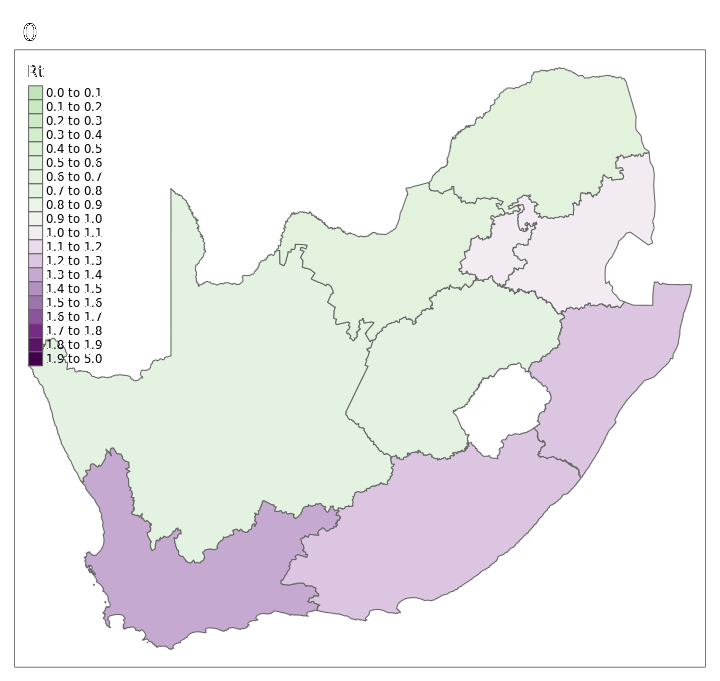 0
Rt
0.0 to 0.1
0.1 to 0.2
0.2 to 0.3
0.3 to 0.4
0.4 to 0.5
0.5 to 0.6
0.6 to 0.7
0.7 to 0.8
0.8 to 0.9
0.9 to 1.0
1.0 to 1.1
1.1 to 1.2
1.2 to 1.3
1.3 to 1.4
1.4 to 1.5
1.5 to 1.6
1.6 to 1.7
1.7 to 1.8
1.8 to 1.9
1.9 to 5.0